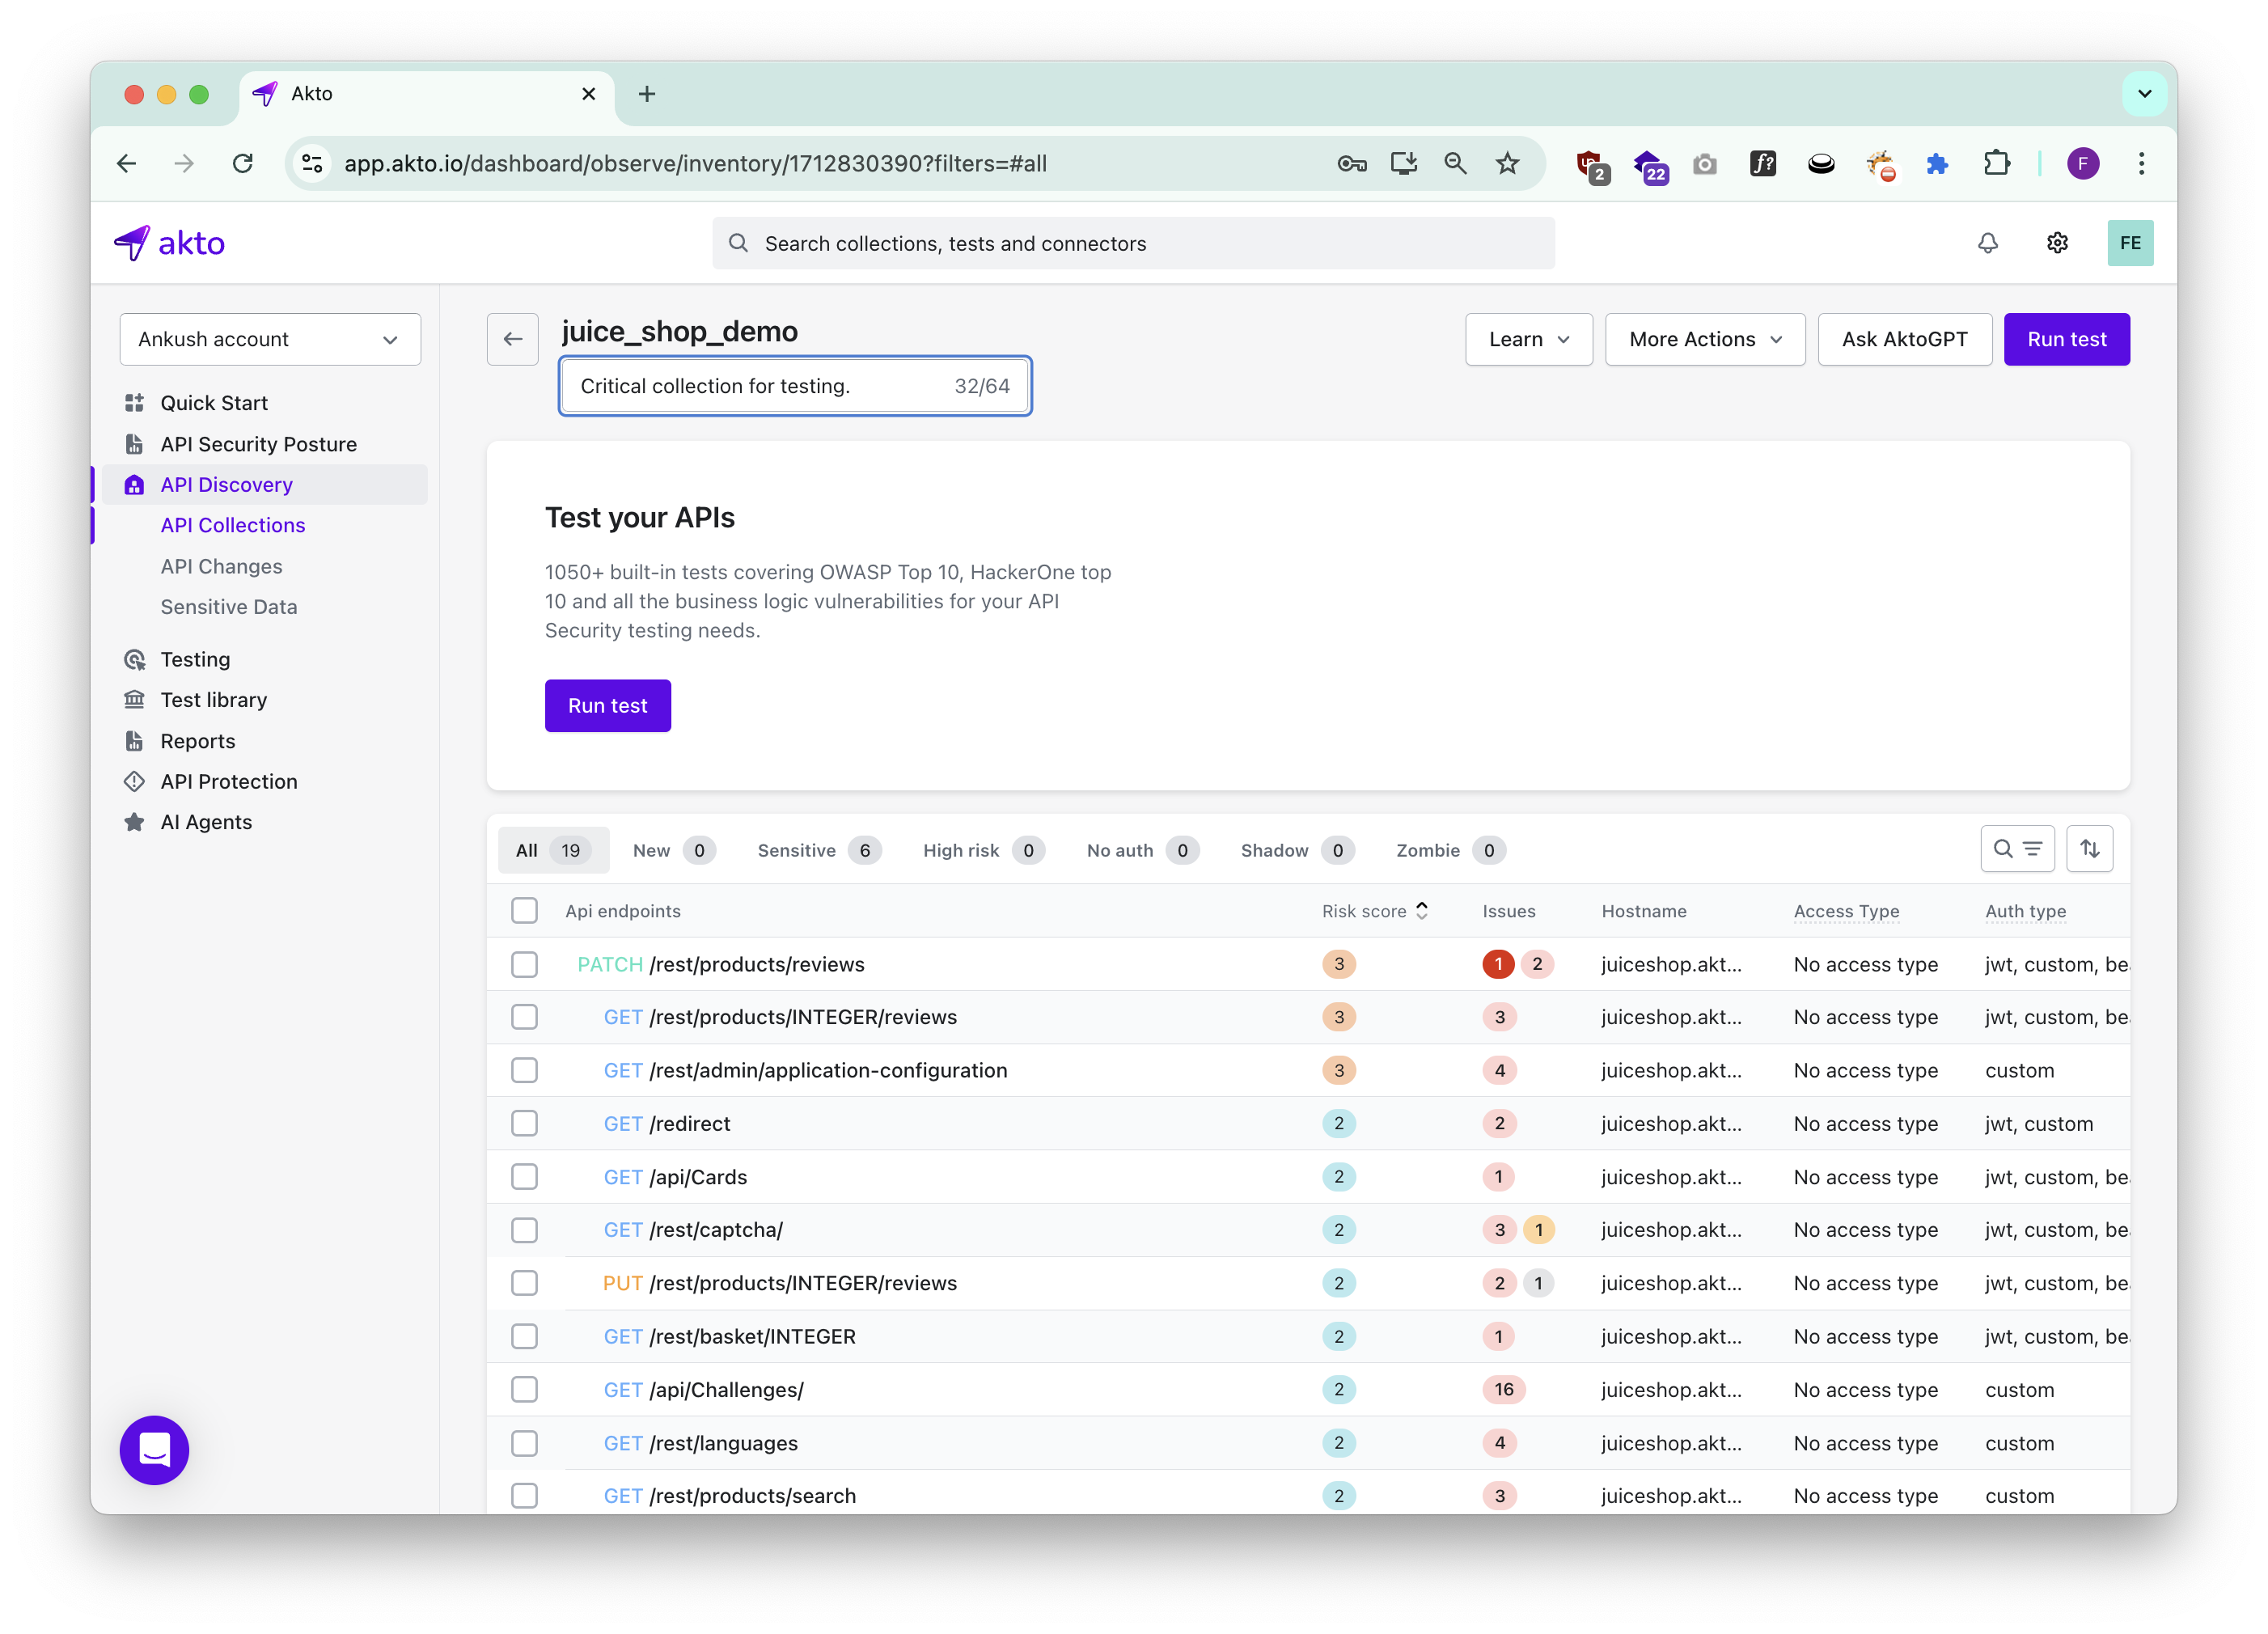 Akto
app.akto.io/dashboard/observe/inventory/1712830390?filters=#all
2
22
f?
F
akto
Search collections, tests and connectors
FE
Ankush account
Quick Start
API Security Posture
API Discovery
API Collections
API Changes
Sensitive Data
Testing
Test library
Reports
API Protection
AI Agents
juice_shop_demo
Learn
More Actions
Ask AktoGPT
Run test
Critical collection for testing. 32/64
Test your APIs
1050+ built-in tests covering OWASP Top 10, HackerOne top
10 and all the business logic vulnerabilities for your API
Security testing needs.
Run test
All 19 New 0 Sensitive 6 High risk 0 No auth 0 Shadow 0 Zombie 0
Api endpoints Risk score Issues Hostname Access Type Auth type
PATCH /rest/products/reviews 3 1 2 juiceshop.akt... No access type jwt, custom, be
GET /rest/products/INTEGER/reviews 3 3 juiceshop.akt... No access type jwt, custom, be
GET /rest/admin/application-configuration 3 4 juiceshop.akt... No access type custom
GET /redirect 2 2 juiceshop.akt... No access type jwt, custom
GET /api/Cards 2 1 juiceshop.akt... No access type jwt, custom, be
GET /rest/captcha/ 2 3 1 juiceshop.akt... No access type jwt, custom, be
PUT /rest/products/INTEGER/reviews 2 2 1 juiceshop.akt... No access type jwt, custom, be
GET /rest/basket/INTEGER 2 1 juiceshop.akt... No access type jwt, custom, be
GET /api/Challenges/ 2 16 juiceshop.akt... No access type custom
GET /rest/languages 2 4 juiceshop.akt... No access type custom
GET /rest/products/search 2 3 juiceshop.akt... No access type custom